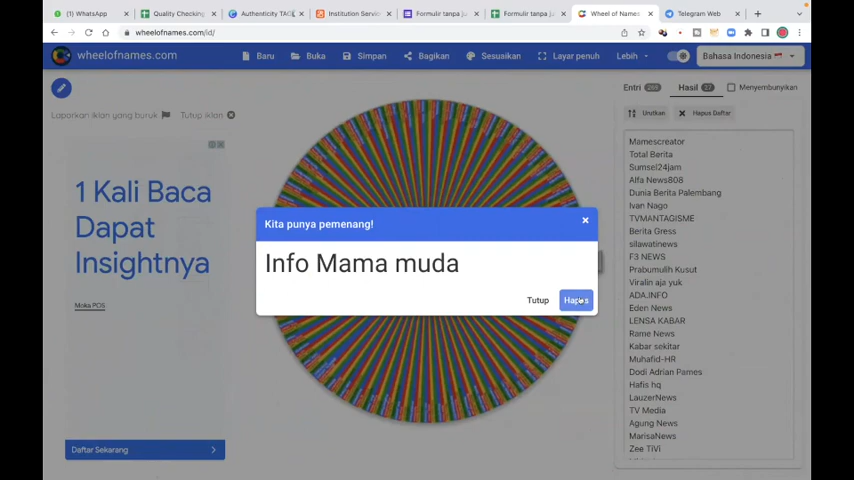 (1) WhatsApp
Quality Checking
Authenticity TAC
Institution Servic
Formulir tanpa ju
Formulir tanpa ju
Wheel of Names
Telegram Web
wheelofnames.com/id/
wheelofnames.com
Baru
Buka
Simpan
Bagikan
Sesuaikan
Layar penuh
Lebih
Bahasa Indonesia
Laporkan iklan yang buruk
Tutup iklan
Entri
Hasil 27
Menyembunyikan
Urutkan
Hapus Daftar
1 Kali Baca
Dapat
Insightnya
Moka POS
Daftar Sekarang
Kita punya pemenang!
Info Mama muda
Tutup
Hapus
Mamescreator
Total Berita
Sumsel24jam
Alfa News808
Dunia Berita Palembang
Ivan Nago
TVMANTAGISME
Berita Gress
silawatinews
F3 NEWS
Prabumulih Kusut
Viralin aja yuk
ADA.INFO
Eden News
LENSA KABAR
Rame News
Kabar sekitar
Muhafid-HR
Dodi Adrian Pames
Hafis hq
LauzerNews
TV Media
Agung News
MarisaNews
Zee TiVi